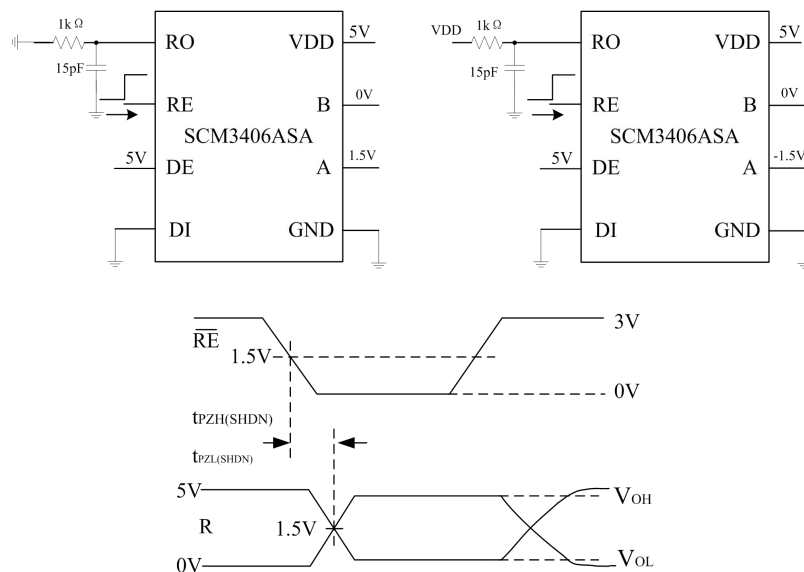 1kΩ
15pF
RO
VDD
5V
RE
B
0V
SCM3406ASA
5V
DE
A
1.5V
DI
GND
VDD
1kΩ
15pF
RO
VDD
5V
RE
B
0V
SCM3406ASA
5V
DE
A
-1.5V
DI
GND
RE
3V
1.5V
0V
tPZH(SHDN)
tPZL(SHDN)
5V
VOH
R
1.5V
0V
VOL